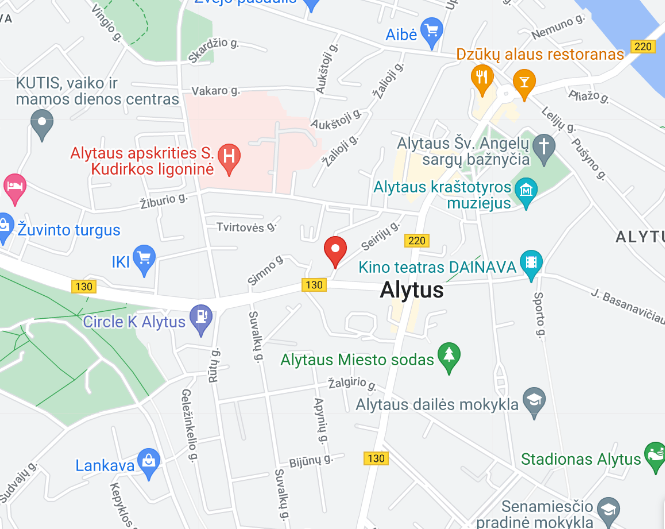 Žvejo pasaulio
VA
Vingio g.
Skardžio g.
Aukštoji g.
Aibė
Žalioji g.
Nemuno g.
220
Dzūkų alaus restoranas
KUTIS, vaiko ir
mamos dienos centras
Vakaro g.
Pliažo g.
Aukštoji g.
Lelijų g.
Pušyno g.
Alytaus apskrities S.
Kudirkos ligoninė
Žalioji g.
Alytaus Šv. Angelų
sargų bažnyčia
Žiburio g.
Alytaus kraštotyros
muziejus
Žuvinto turgus
Tvirtovės g.
Seirijų g.
220
ALYTU
IKI
Simno g.
Kino teatras DAINAVA
130
130
Alytus
J. Basanavičiau
Circle K Alytus
Suvalkų g.
Sporto g.
Rūtų g.
Alytaus Miesto sodas
Žalgirio g.
Geležinkelio g.
Apynių g.
Alytaus dailės mokykla
Lankava
Bijūnų g.
130
Stadionas Alytus
Sudvajų g.
Kepyklos g.
Suvalkų g.
Senamiesčio
pradinė mokykla